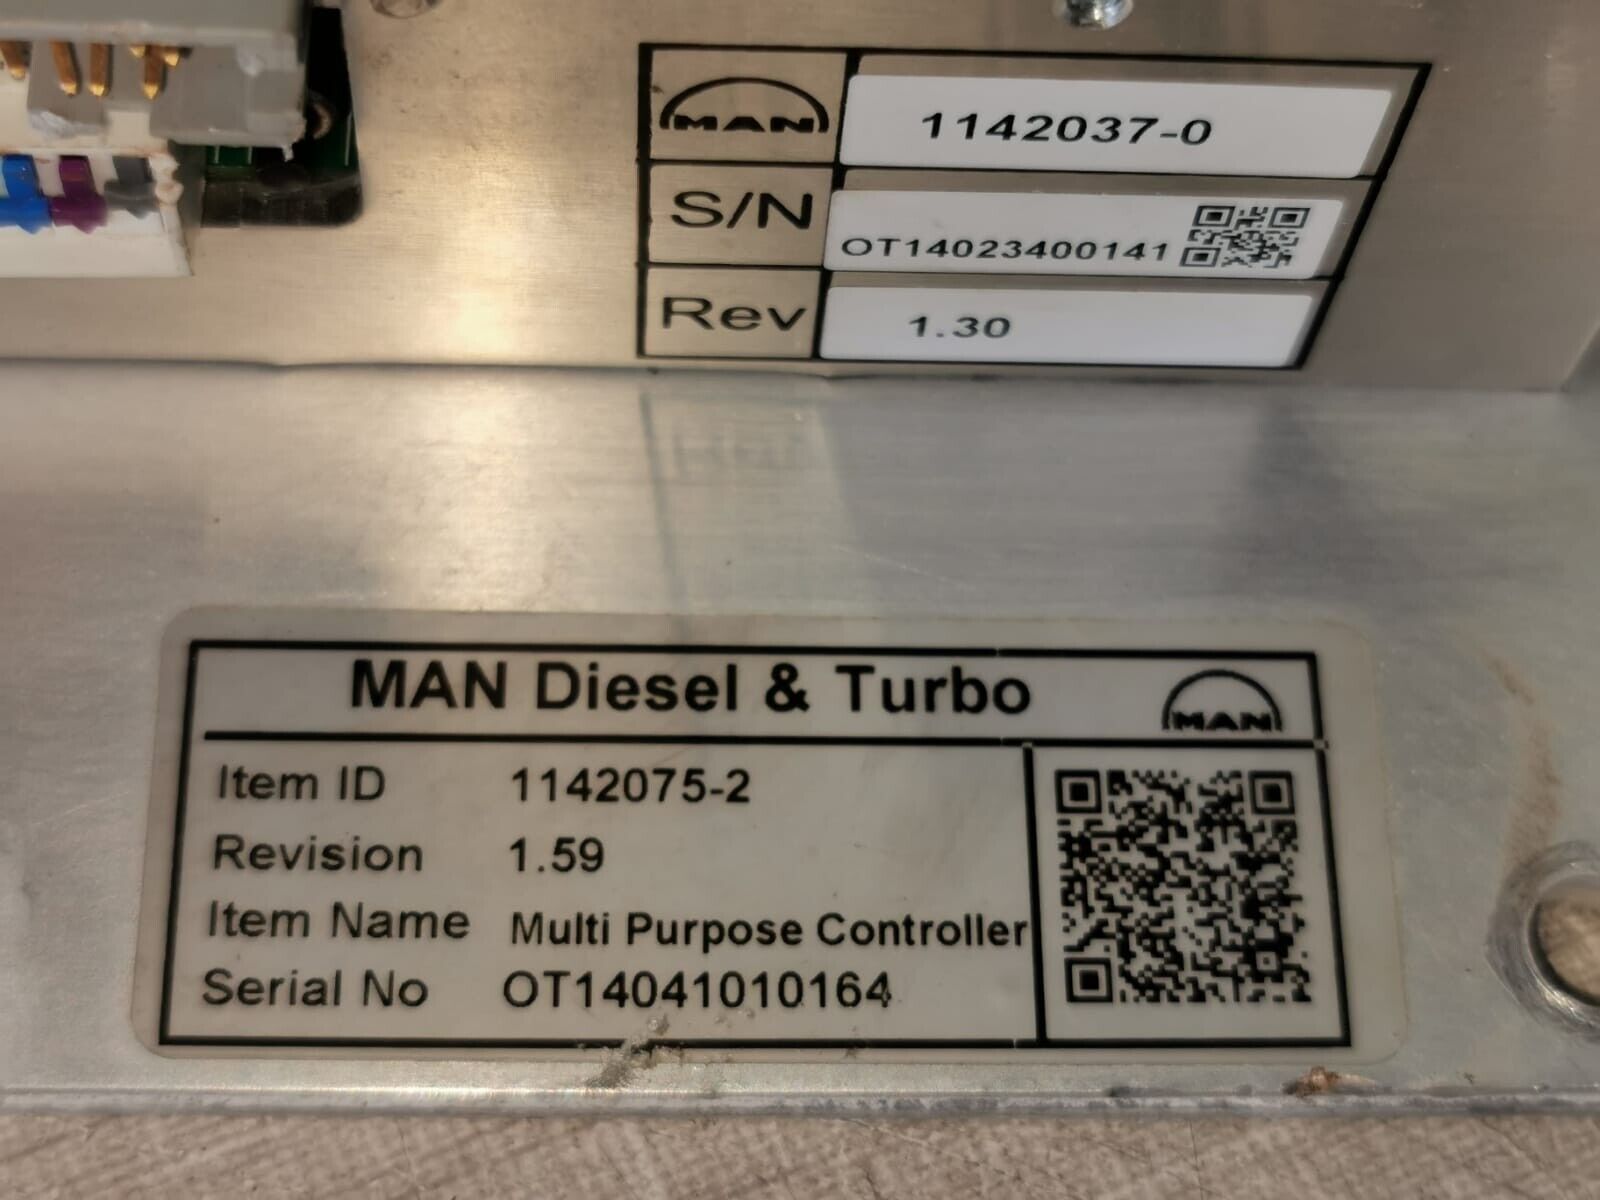 MAN 1142037-0
S/N OT14023400141
Rev 1.30
MAN Diesel & Turbo MAN
Item ID 1142075-2
Revision 1.59
Item Name Multi Purpose Controller
Serial No OT14041010164